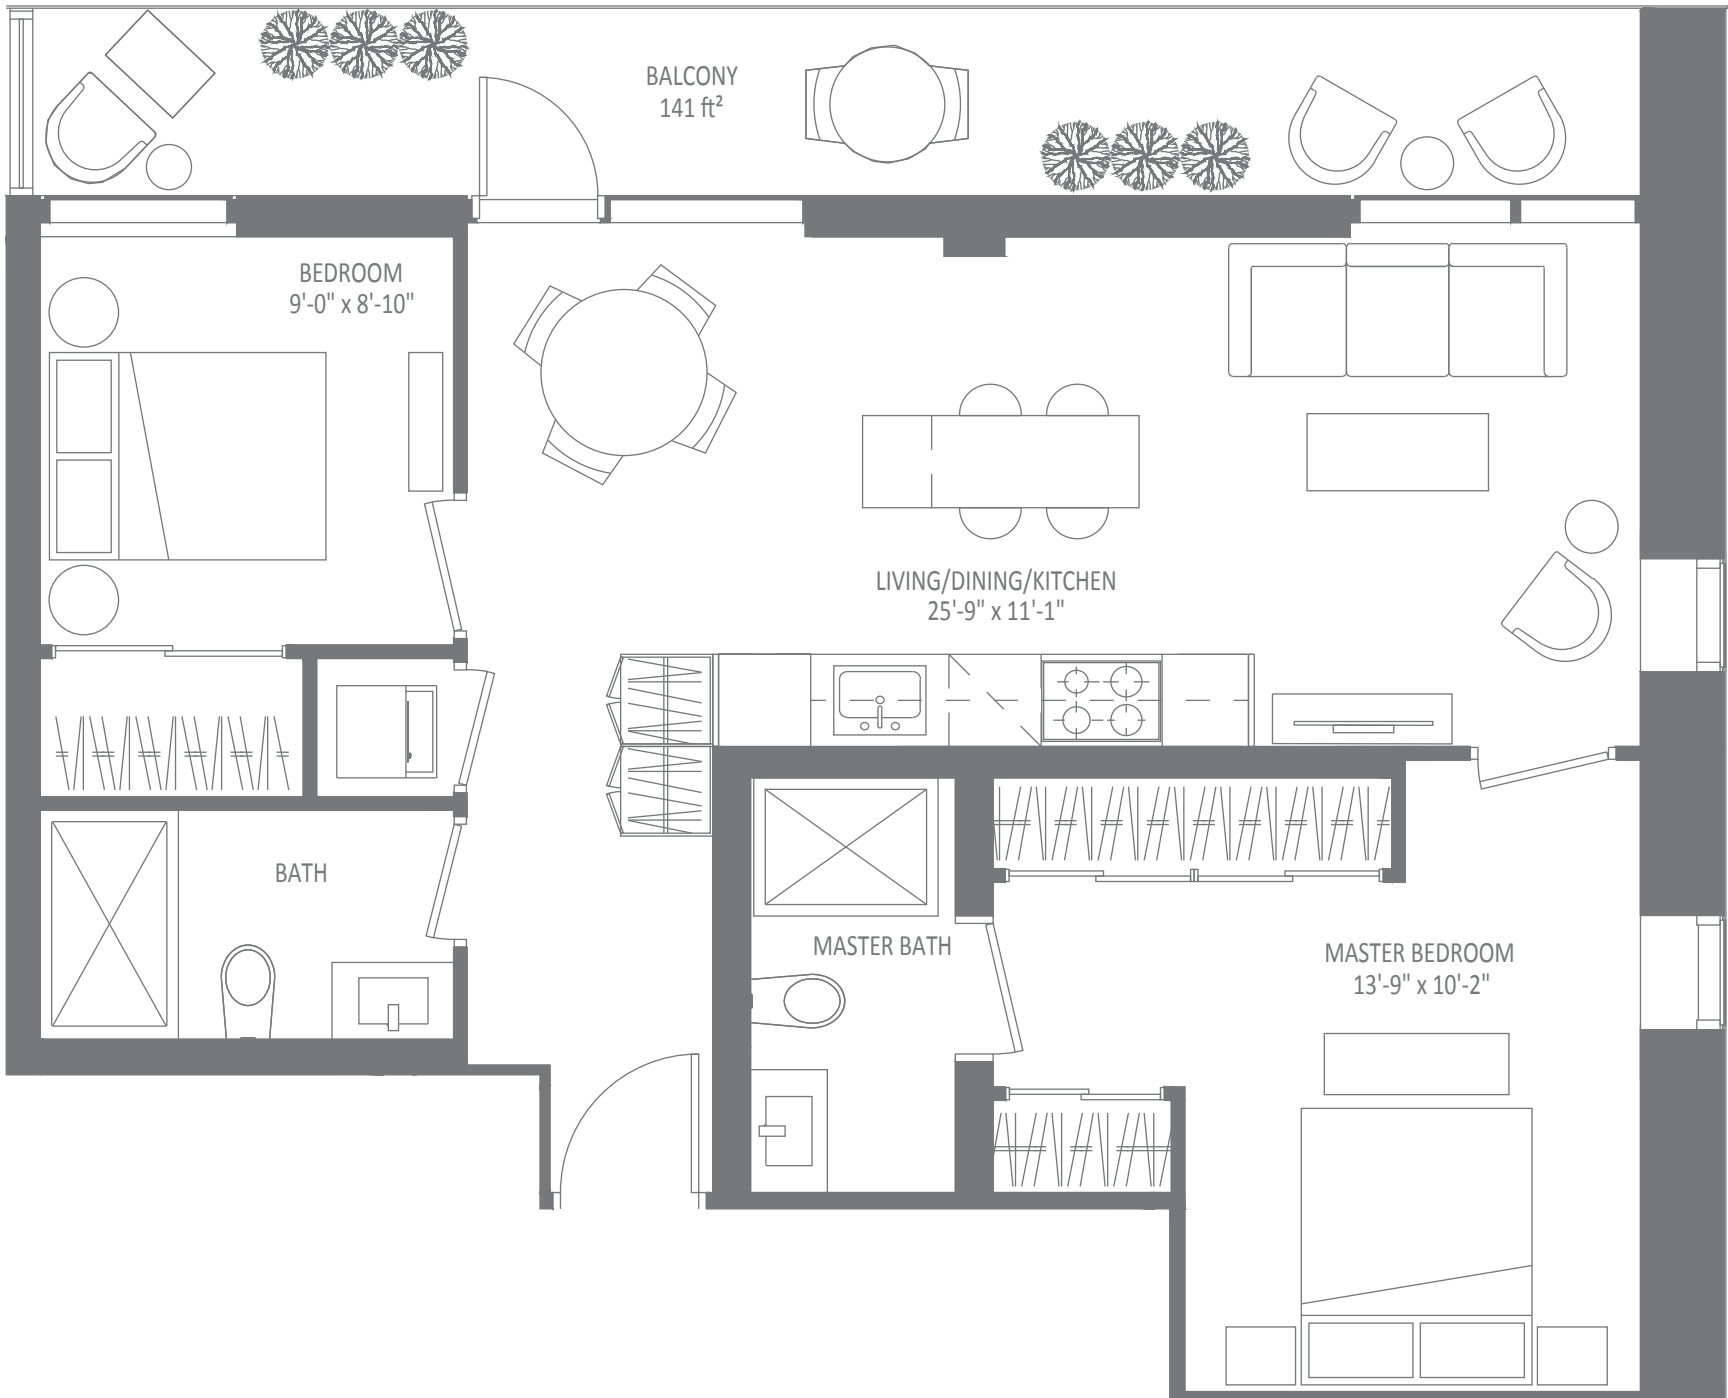 BALCONY
141 ft²
BEDROOM
9'-0" x 8'-10"
LIVING/DINING/KITCHEN
25'-9" x 11'-1"
BATH
MASTER BATH
MASTER BEDROOM
13'-9" x 10'-2"